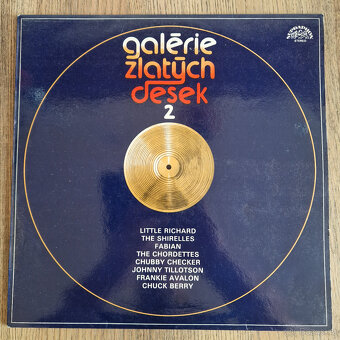 galérie
zlatých
desek
2
LITTLE RICHARD
THE SHIRELLES
FABIAN
THE CHORDETTES
CHUBBY CHECKER
JOHNNY TILLOTSON
FRANKIE AVALON
CHUCK BERRY